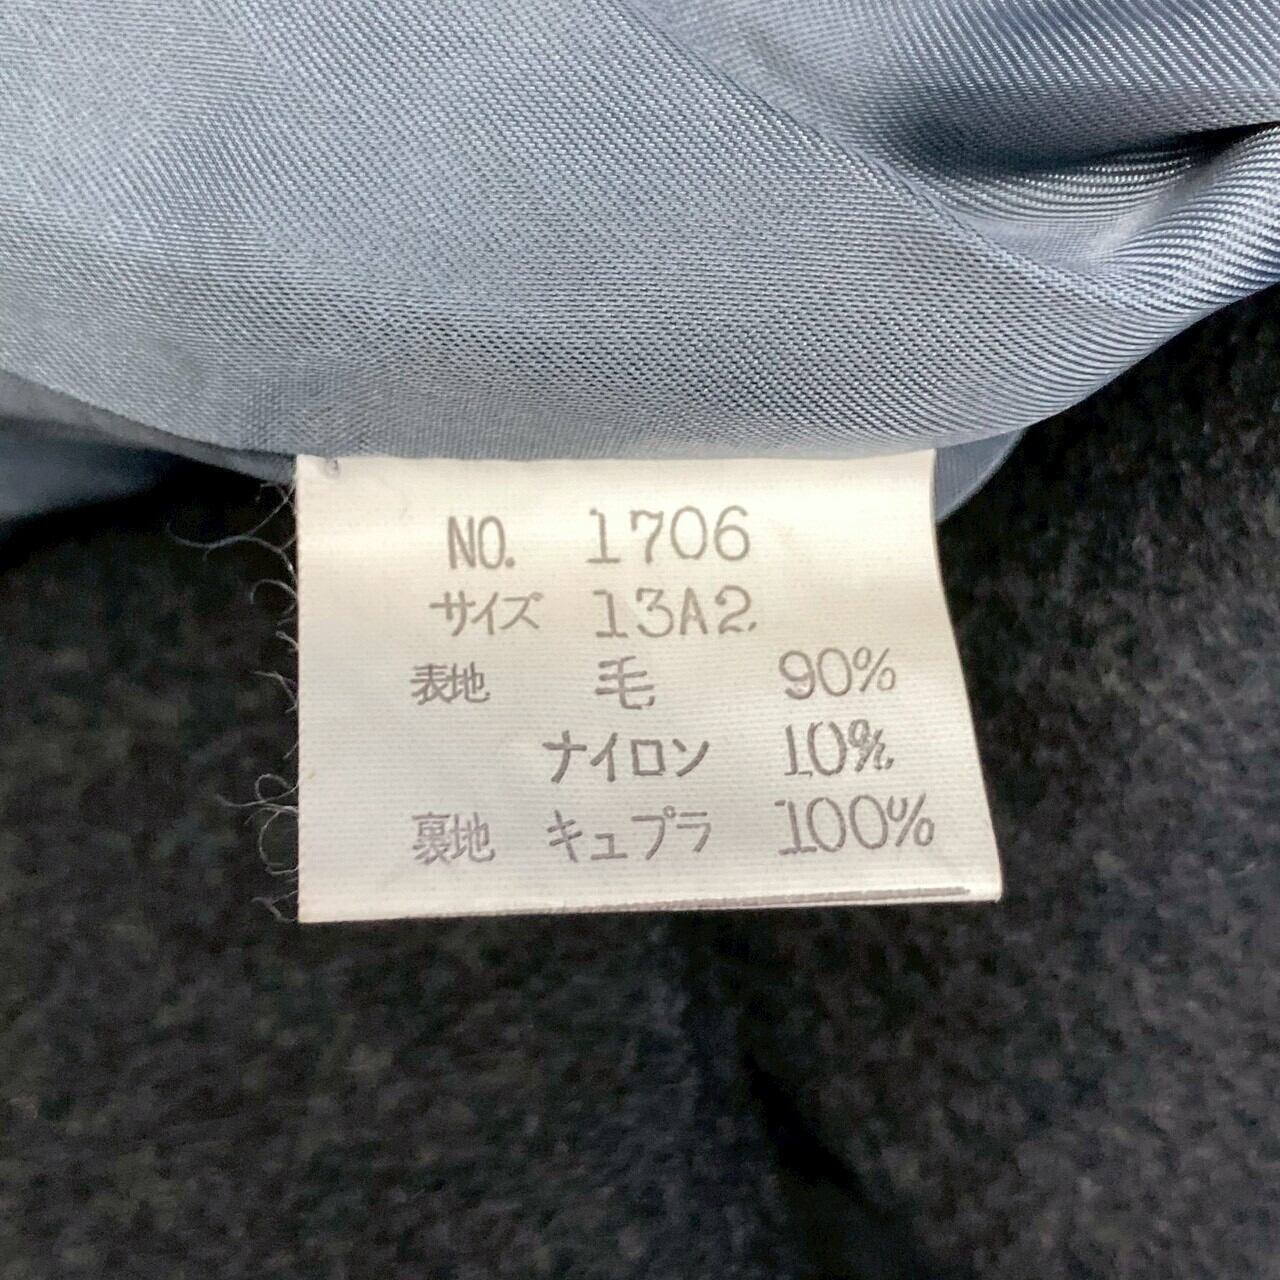 NO. 1706
サイズ 13A2
表地 毛 90%
ナイロン 10%
裏地 キュプラ 100%